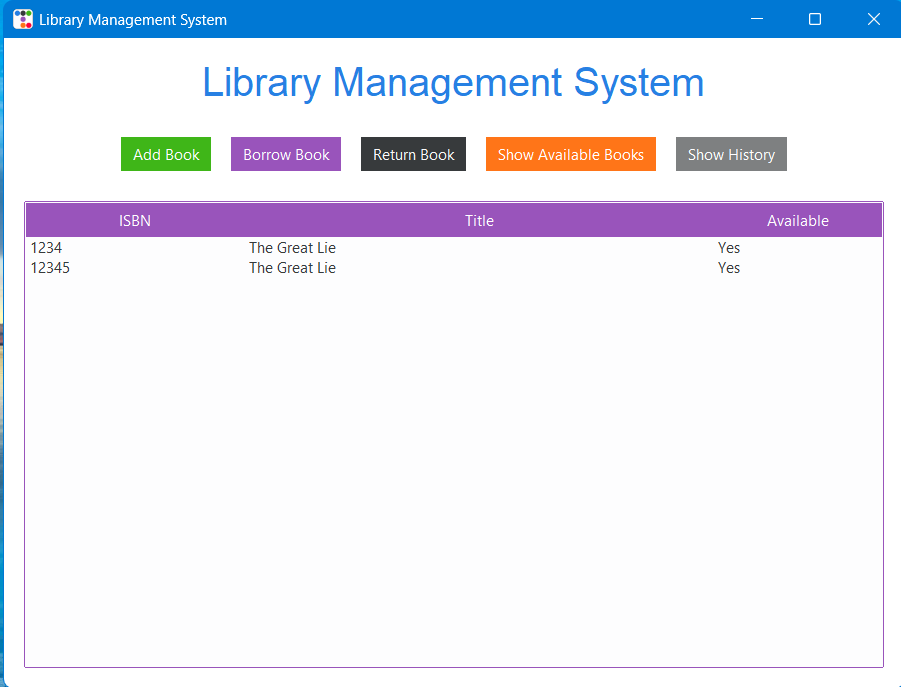 Library Management System
Library Management System
Add Book Borrow Book Return Book Show Available Books Show History
ISBN Title Available
1234 The Great Lie Yes
12345 The Great Lie Yes